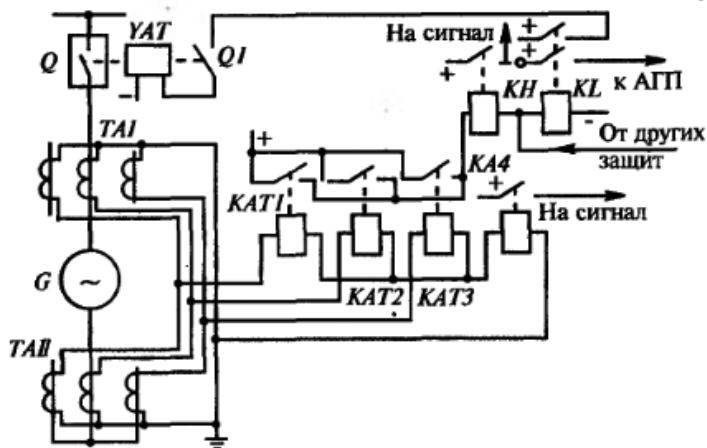 YAT
На сигнал
+
+
Q
Q1
+
KH
KL
к АГП
TAI
+
-
-
От других
защит
KA4
KAT1
+
На сигнал
G
~
KAT2
KAT3
TAII